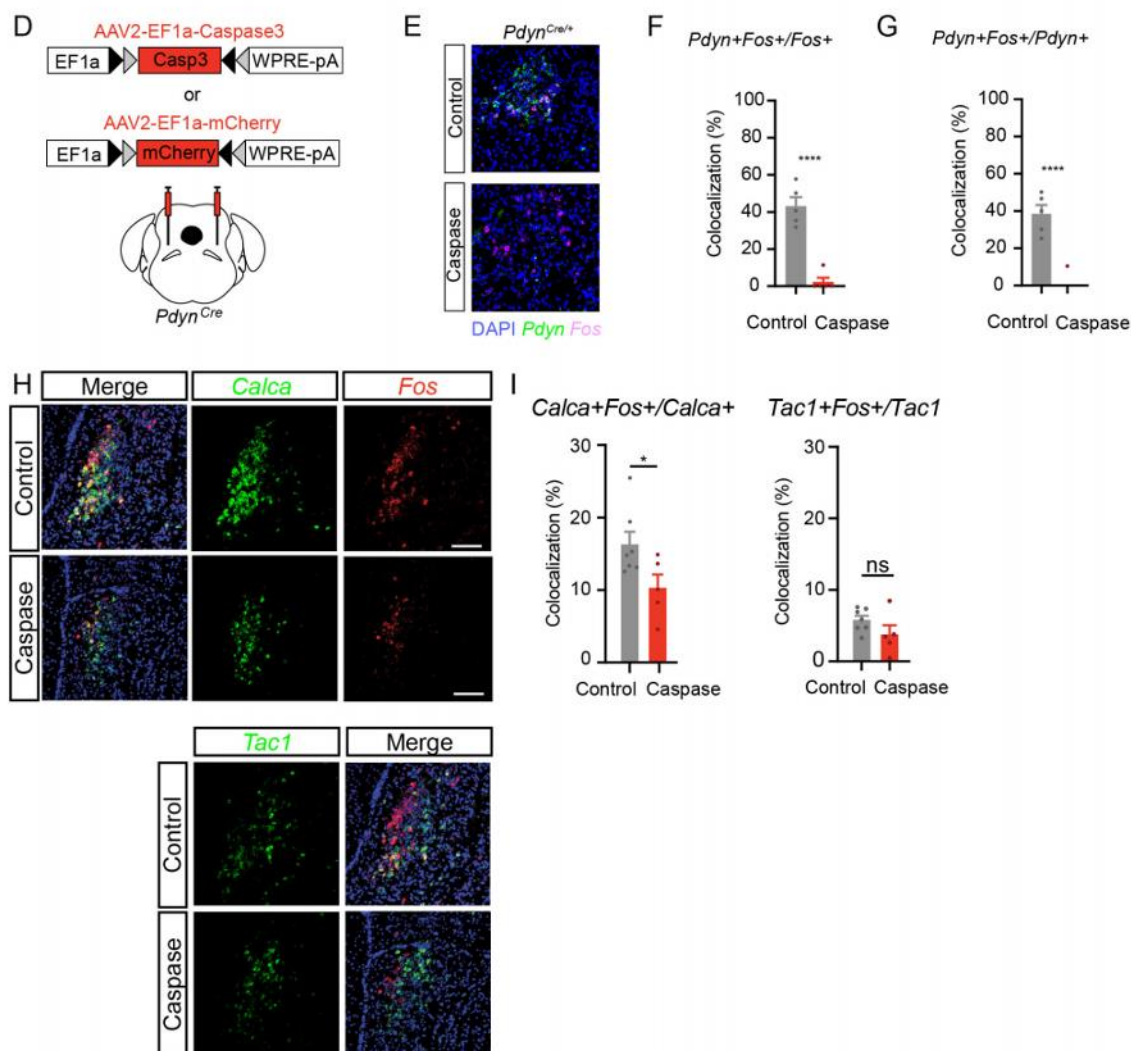 D
AAV2-EF1a-Caspase3
EF1a Casp3 WPRE-pA
or
AAV2-EF1a-mCherry
EF1a mCherry WPRE-pA
Pdyn Cre
E
Pdyn Cre/+
Control
Caspase
DAPI Pdyn Fos
F
Pdyn+Fos+/Fos+
Colocalization (%)
100
80
60
40
20
0
****
Control Caspase
G
Pdyn+Fos+/Pdyn+
Colocalization (%)
100
80
60
40
20
0
****
Control Caspase
H
Merge Calca Fos
Control
Caspase
Tac1 Merge
Control
Caspase
I
Calca+Fos+/Calca+
Colocalization (%)
30
20
10
0
*
Control Caspase
Tac1+Fos+/Tac1
Colocalization (%)
30
20
10
0
ns
Control Caspase